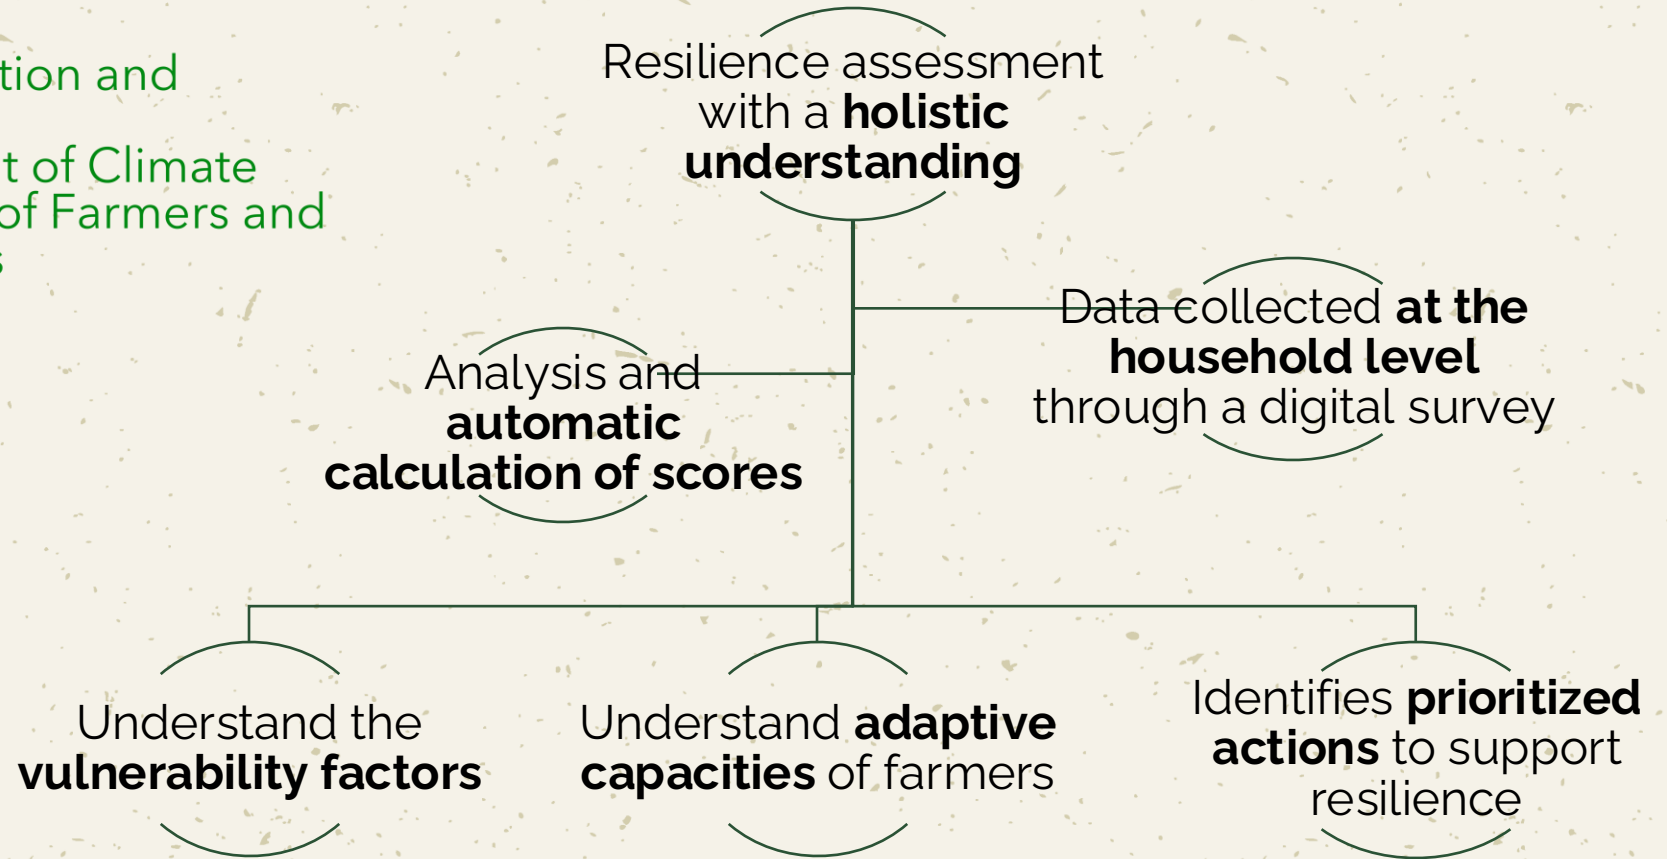 tion and
t of Climate
of Farmers and
s
Resilience assessment
with a holistic
understanding
Data collected at the
household level
through a digital survey
Analysis and
automatic
calculation of scores
Understand the
vulnerability factors
Understand adaptive
capacities of farmers
Identifies prioritized
actions to support
resilience